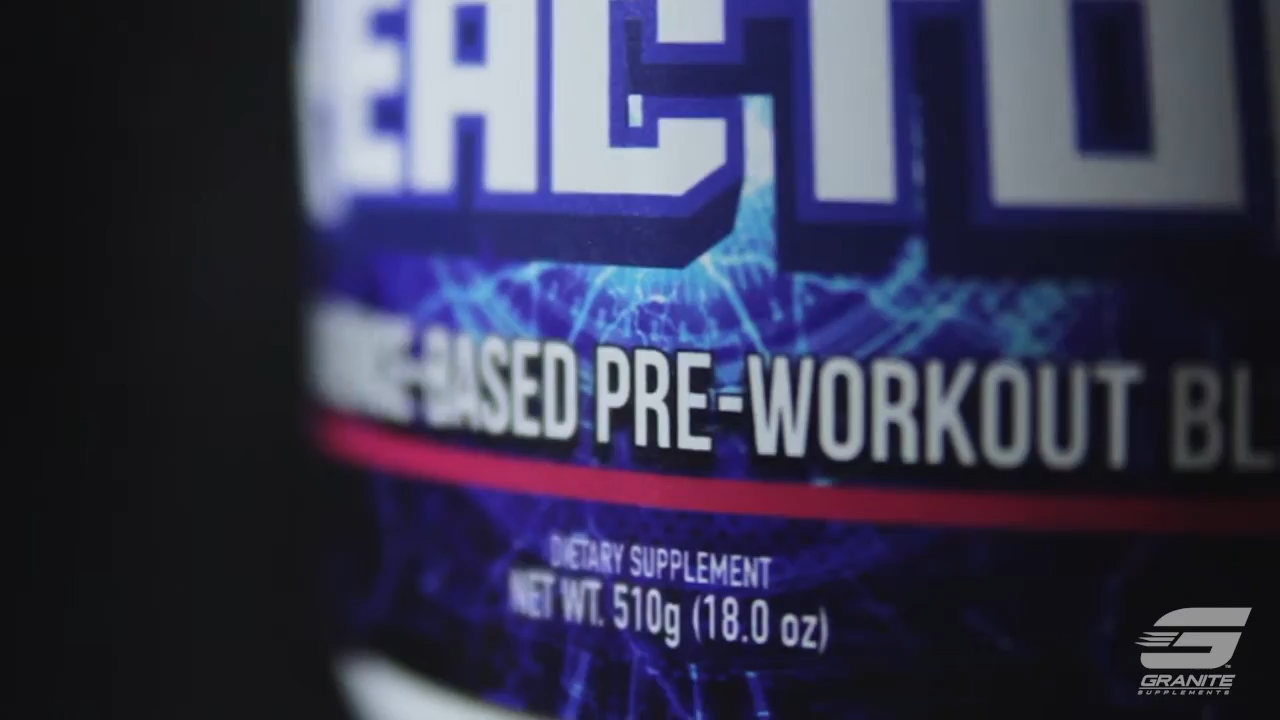 EACTO
-BASED PRE-WORKOUT BL
DIETARY SUPPLEMENT
NET WT. 510g (18.0 oz)
GRANITE
SUPPLEMENTS